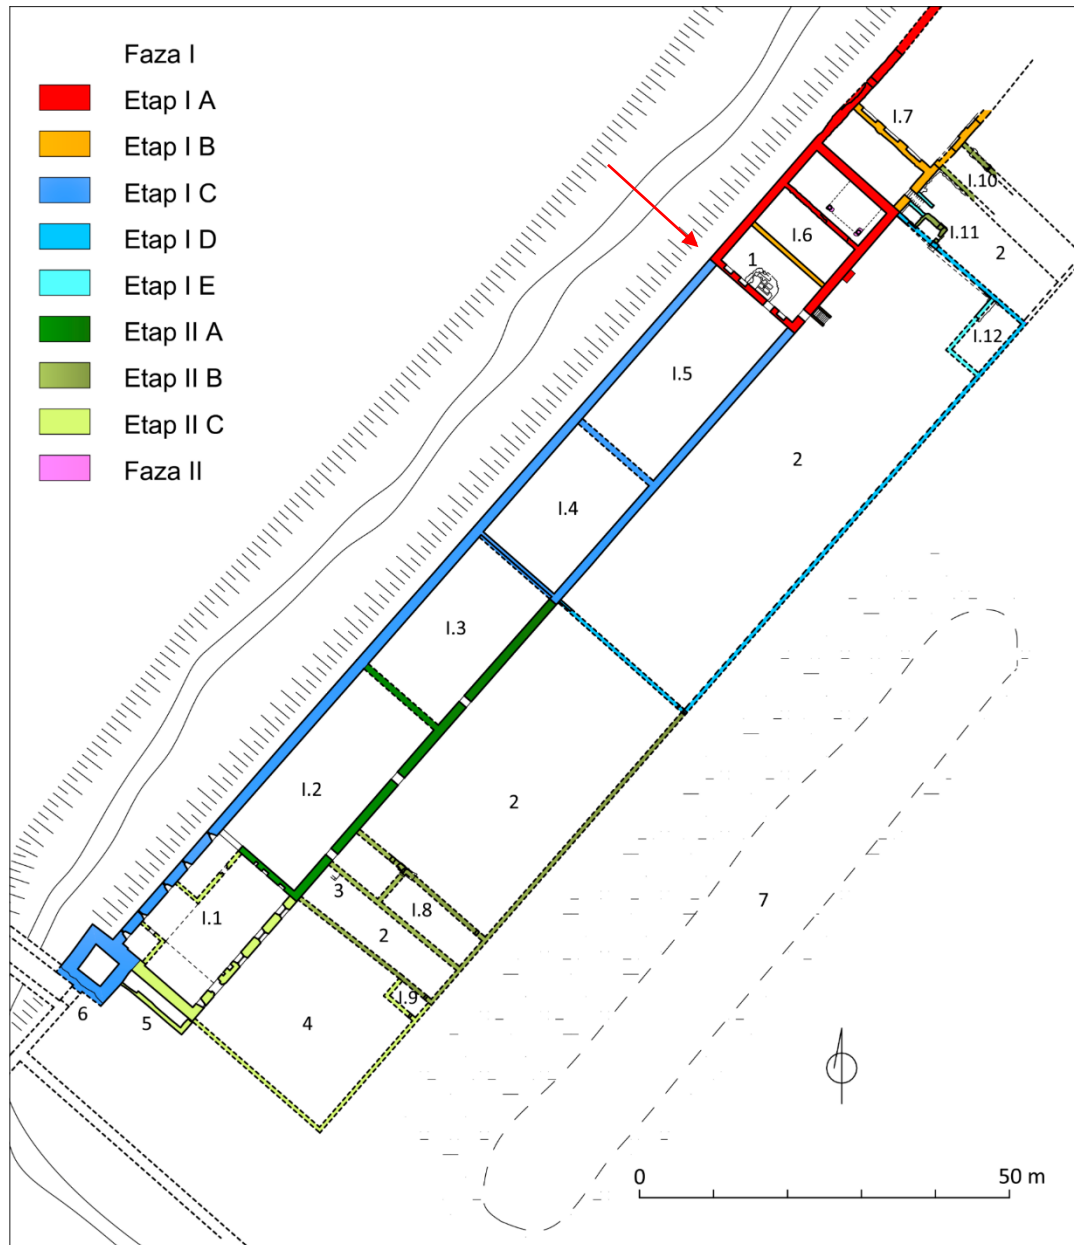 Faza I
Etap I A
Etap I B
Etap I C
Etap I D
Etap I E
Etap II A
Etap II B
Etap II C
Faza II
I.7
I.10
I.6
I.11
2
1
I.12
I.5
2
I.4
I.3
I.2
2
3
I.8
7
I.1
2
I.9
6
5
4
0
50 m